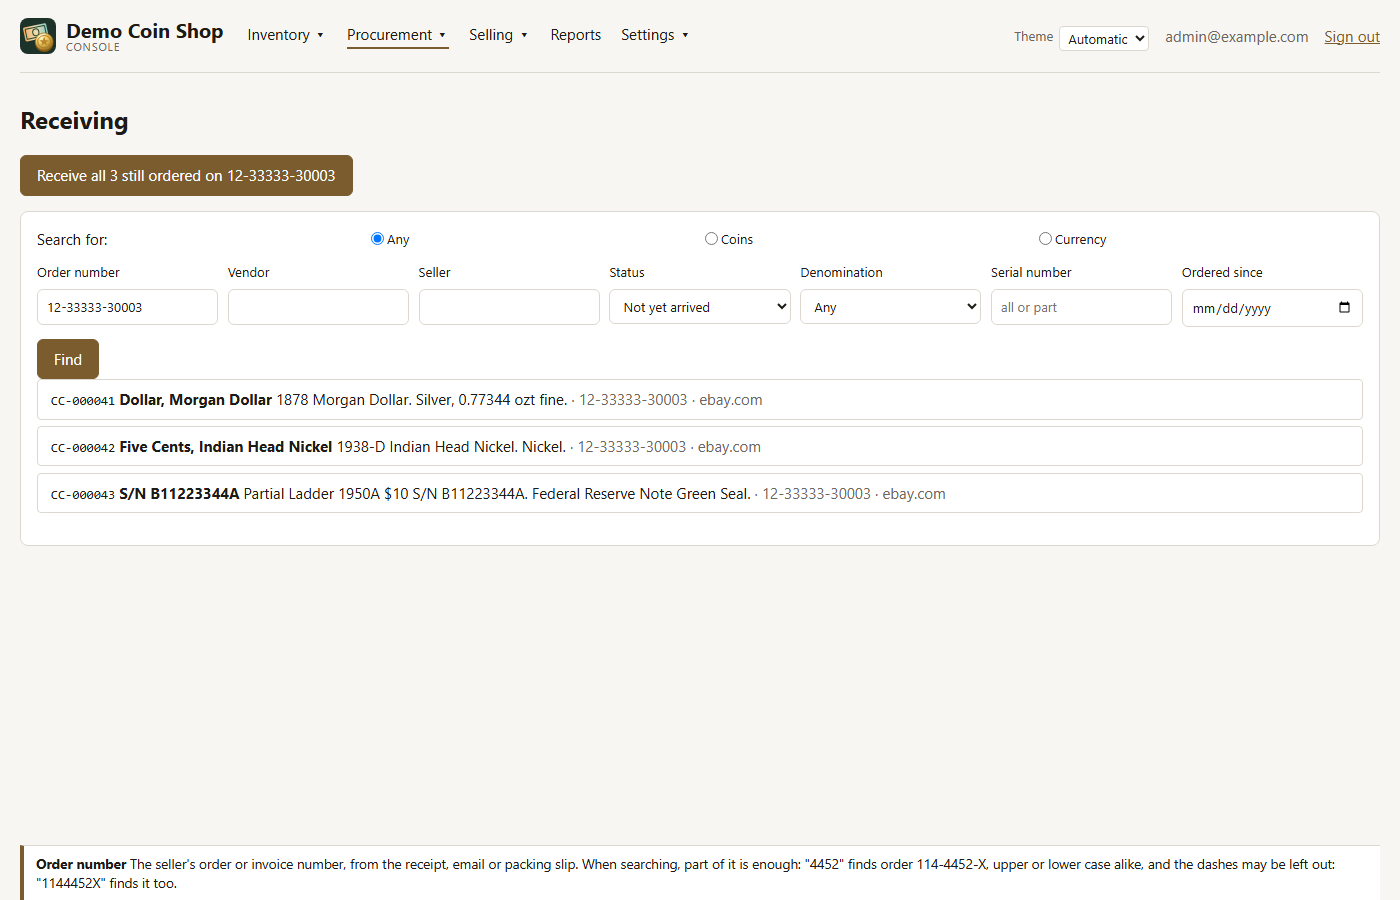 Demo Coin Shop
CONSOLE
Inventory ▾ Procurement ▾ Selling ▾ Reports Settings ▾
Theme Automatic admin@example.com Sign out
Receiving
Receive all 3 still ordered on 12-33333-30003
Search for: Any Coins Currency
Order number Vendor Seller Status Denomination Serial number Ordered since
12-33333-30003 Not yet arrived Any all or part mm/dd/yyyy
Find
CC-000041 Dollar, Morgan Dollar 1878 Morgan Dollar. Silver, 0.77344 ozt fine. · 12-33333-30003 · ebay.com
CC-000042 Five Cents, Indian Head Nickel 1938-D Indian Head Nickel. Nickel. · 12-33333-30003 · ebay.com
CC-000043 S/N B11223344A Partial Ladder 1950A $10 S/N B11223344A. Federal Reserve Note Green Seal. · 12-33333-30003 · ebay.com
Order number The seller's order or invoice number, from the receipt, email or packing slip. When searching, part of it is enough: "4452" finds order 114-4452-X, upper or lower case alike, and the dashes may be left out:
"1144452X" finds it too.